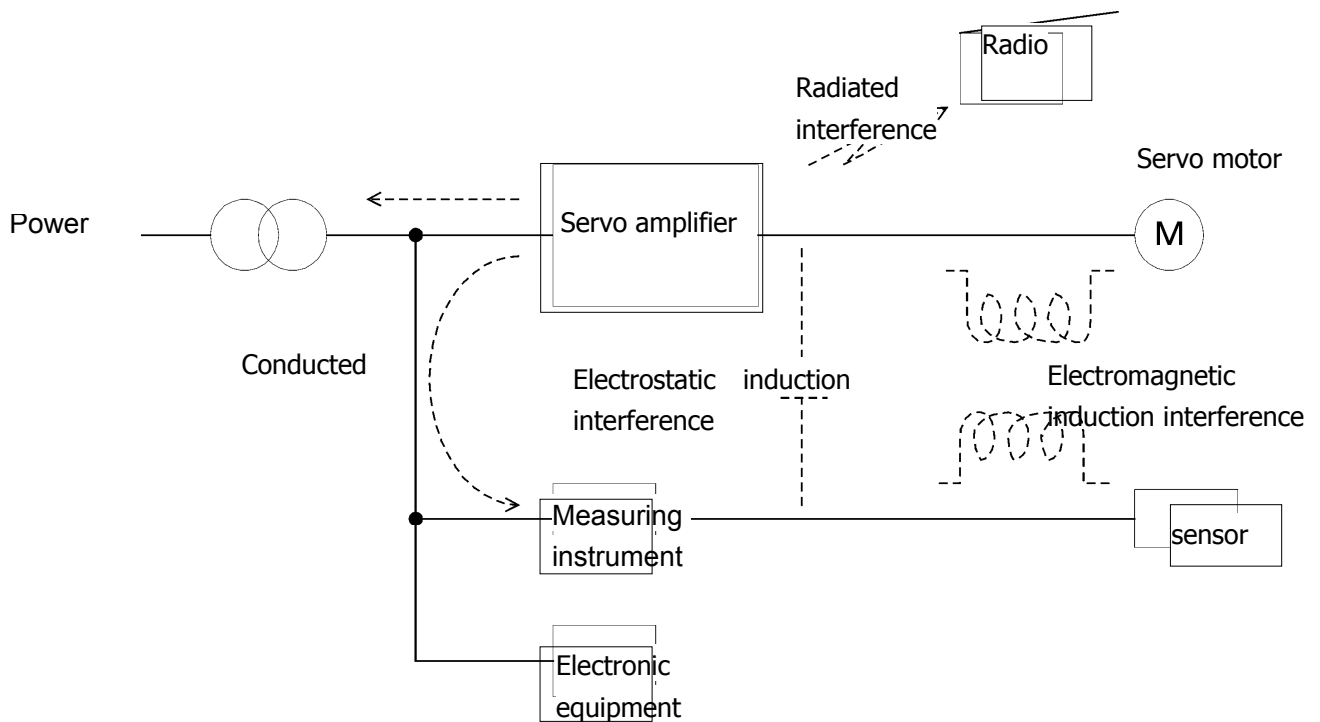 Radio
Radiated
interference
Servo motor
Power
Servo amplifier
M
Conducted
Electrostatic induction
interference
Electromagnetic
induction interference
Measuring
instrument
sensor
Electronic
equipment